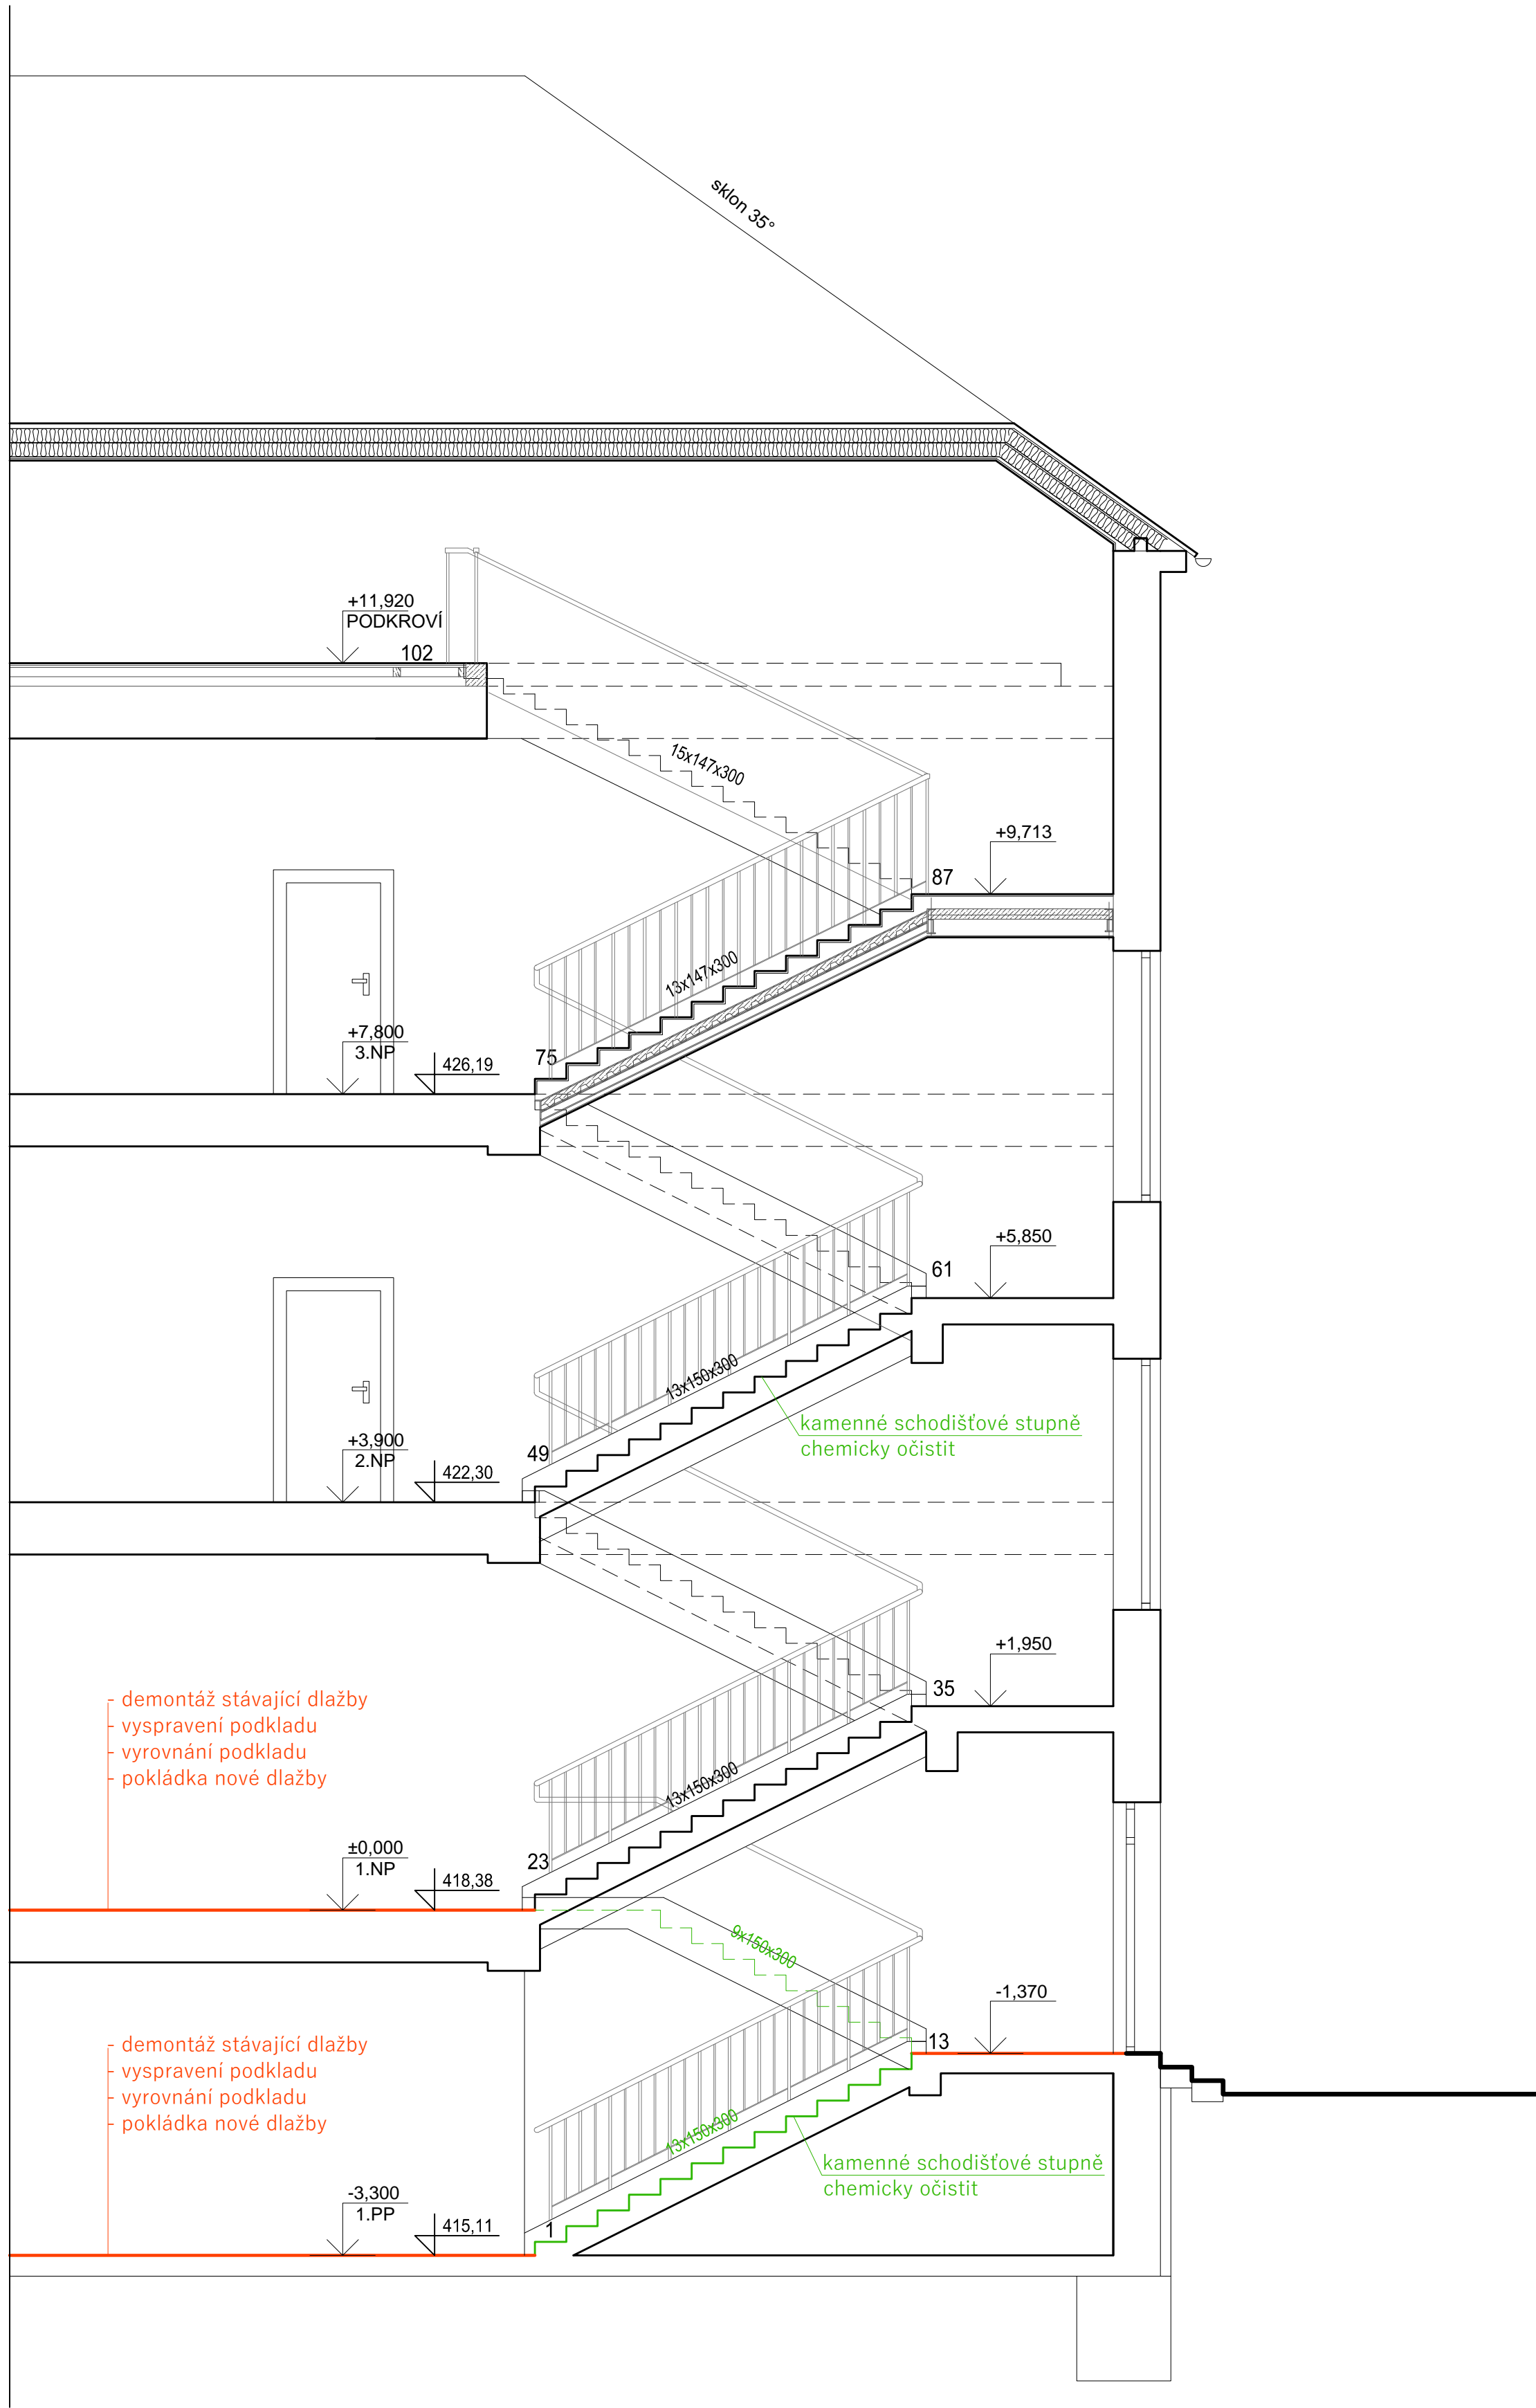 sklon 35°
+11,920
PODKROVÍ
102
15x147x300
+9,713
87
13x147x300
+7,800
3.NP
426,19
75
+5,850
61
13x150x300
kamenné schodišťové stupně
chemicky očistit
+3,900
2.NP
422,30
49
+1,950
35
- demontáž stávající dlažby
- vyspravení podkladu
- vyrovnání podkladu
- pokládka nové dlažby
13x150x300
±0,000
1.NP
418,38
23
9x150x300
-1,370
13
- demontáž stávající dlažby
- vyspravení podkladu
- vyrovnání podkladu
- pokládka nové dlažby
13x150x300
kamenné schodišťové stupně
chemicky očistit
-3,300
1.PP
415,11
1